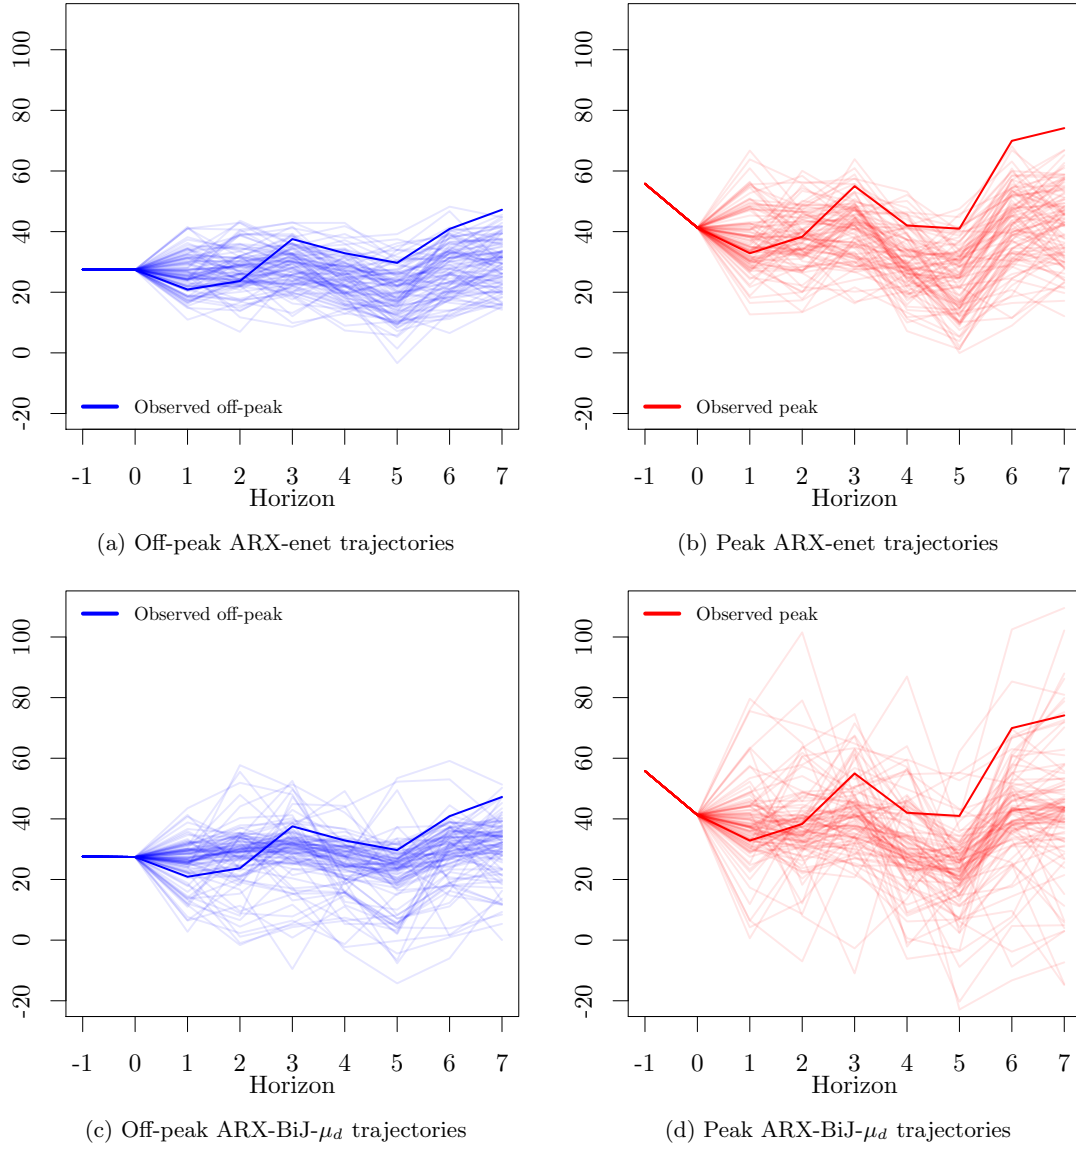 100
80
60
40
20
0
-20
Observed off-peak
-1 0 1 2 3 4 5 6 7
Horizon
(a) Off-peak ARX-enet trajectories
100
80
60
40
20
0
-20
Observed peak
-1 0 1 2 3 4 5 6 7
Horizon
(b) Peak ARX-enet trajectories
Observed off-peak
100
80
60
40
20
0
-20
-1 0 1 2 3 4 5 6 7
Horizon
(c) Off-peak ARX-BiJ-μ_d trajectories
Observed peak
100
80
60
40
20
0
-20
-1 0 1 2 3 4 5 6 7
Horizon
(d) Peak ARX-BiJ-μ_d trajectories